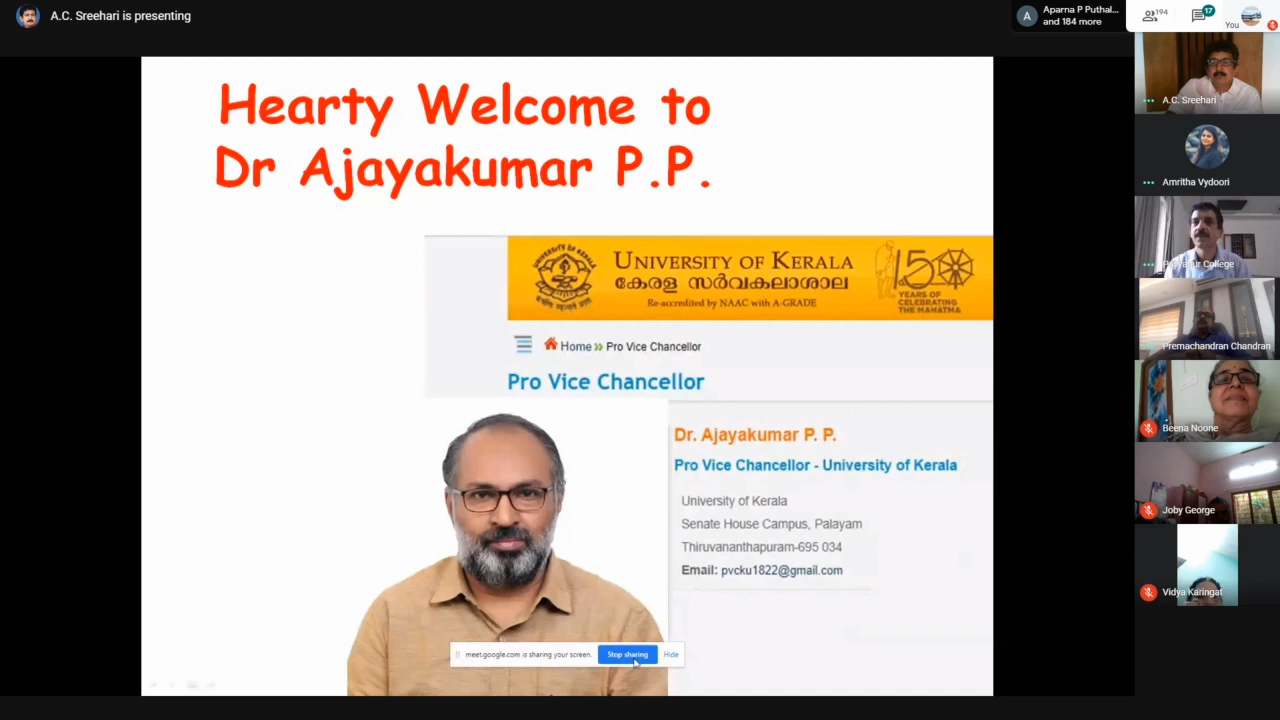 A.C. Sreehari is presenting
Aparna P Puthal...
and 184 more
A
194
17
You
Hearty Welcome to
Dr Ajayakumar P.P.
UNIVERSITY OF KERALA
കേരള സർവകലാശാല
Re-accredited by NAAC with A-GRADE
150
YEARS OF
CELEBRATING
THE MAHATMA
Home » Pro Vice Chancellor
Pro Vice Chancellor
Dr. Ajayakumar P. P.
Pro Vice Chancellor - University of Kerala
University of Kerala
Senate House Campus, Palayam
Thiruvananthapuram-695 034
Email: pvcku1822@gmail.com
meet.google.com is sharing your screen.
Stop sharing
Hide
A.C. Sreehari
Amritha Vydoori
Payyanur College
Premachandran Chandran
Beena Noone
Joby George
Vidya Karingat